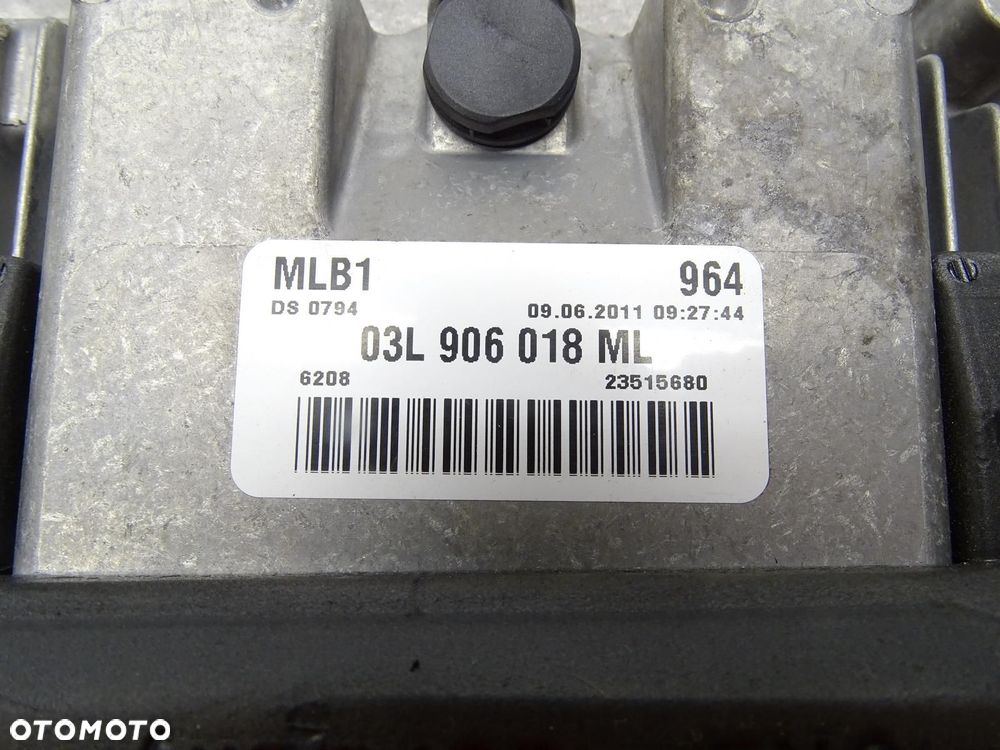 MLB1 964
DS 0794 09.06.2011 09:27:44
03L 906 018 ML
6208 23515680
OTOMOTO